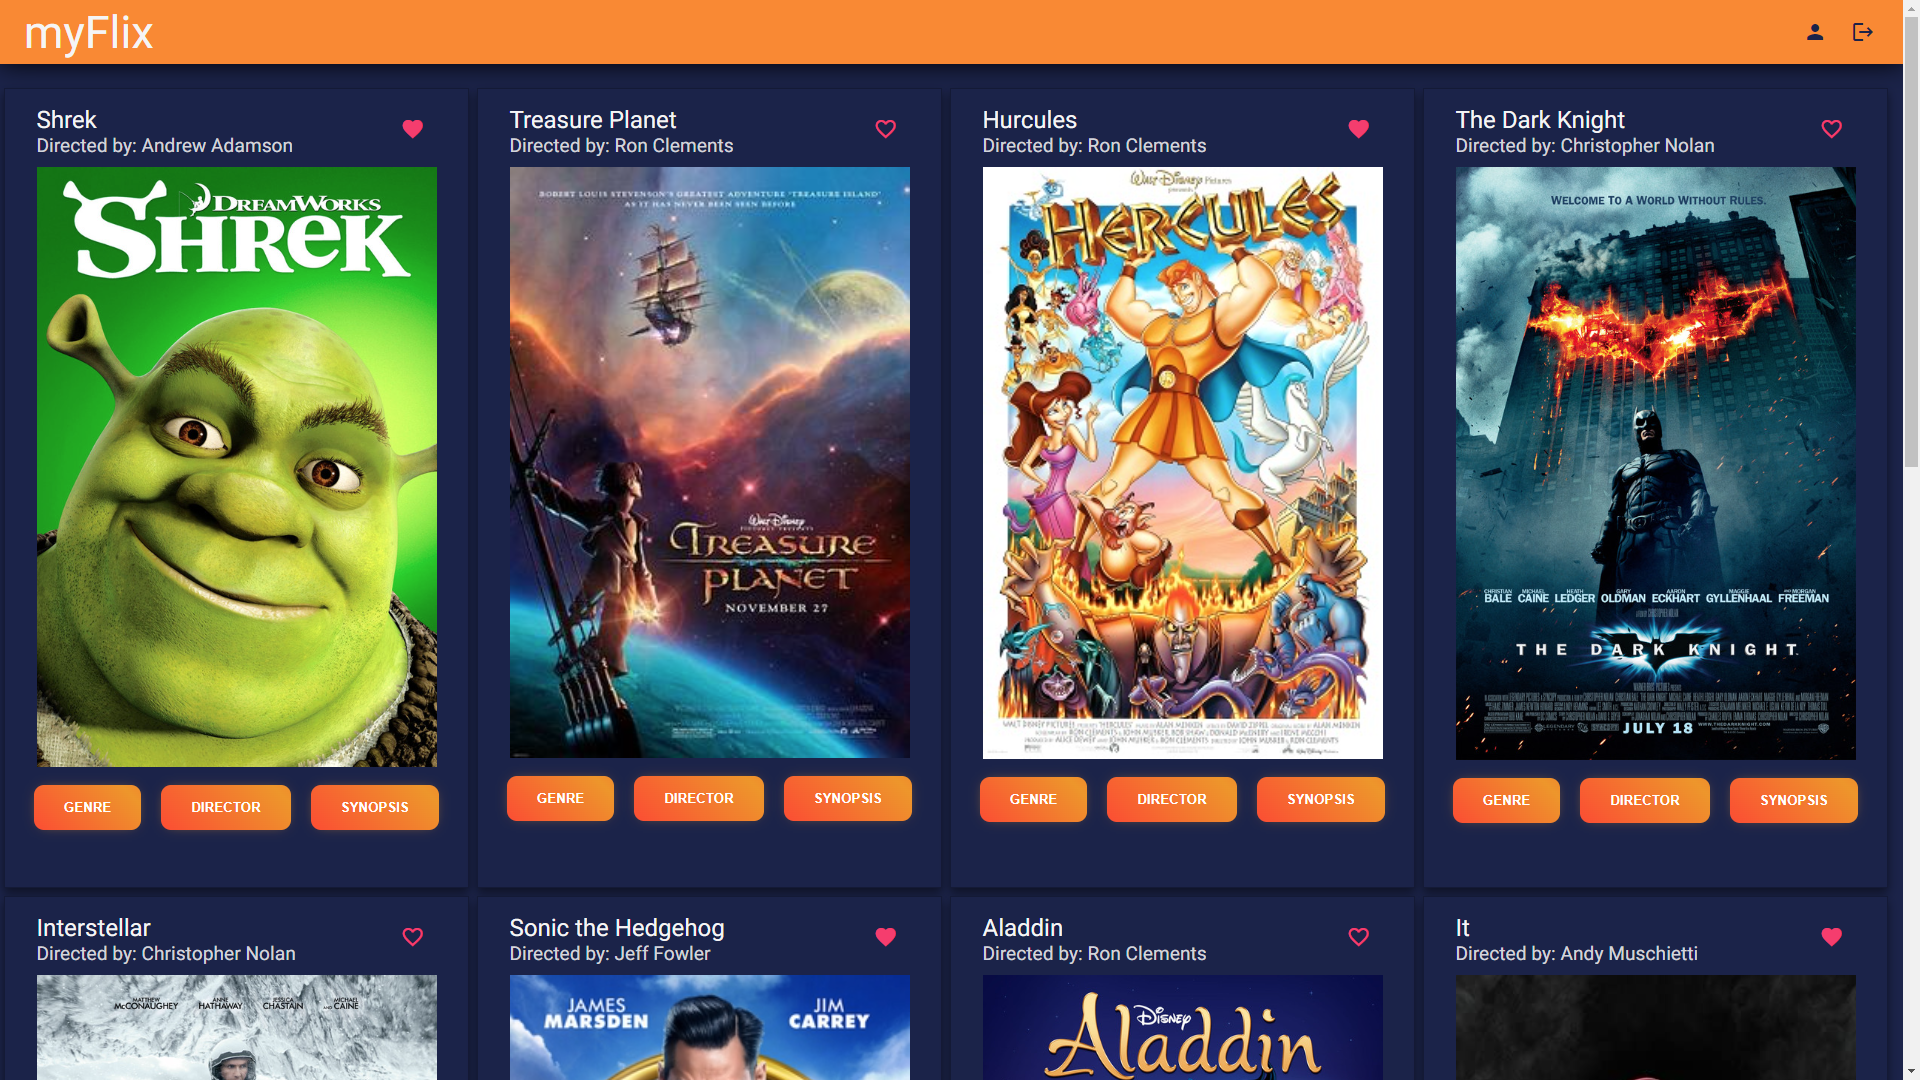 myFlix
Shrek
Directed by: Andrew Adamson
DREAMWORKS
SHREK
GENRE
DIRECTOR
SYNOPSIS
Treasure Planet
Directed by: Ron Clements
ROBERT LOUIS STEVENSON'S GREATEST ADVENTURE "TREASURE ISLAND"
AS IT HAS NEVER BEEN SEEN BEFORE
WALT DISNEY
PICTURES PRESENTS
TREASURE
PLANET
NOVEMBER 27
GENRE
DIRECTOR
SYNOPSIS
Hurcules
Directed by: Ron Clements
WALT DISNEY Pictures
presents
HERCULES
GENRE
DIRECTOR
SYNOPSIS
The Dark Knight
Directed by: Christopher Nolan
WELCOME TO A WORLD WITHOUT RULES.
CHRISTIAN BALE MICHAEL CAINE HEATH LEDGER GARY OLDMAN AARON ECKHART MAGGIE GYLLENHAAL AND MORGAN FREEMAN
THE DARK KNIGHT
JULY 18
WWW.THEDARKKNIGHT.COM
GENRE
DIRECTOR
SYNOPSIS
Interstellar
Directed by: Christopher Nolan
MATTHEW McCONAUGHEY ANNE HATHAWAY JESSICA CHASTAIN AND MICHAEL CAINE
Sonic the Hedgehog
Directed by: Jeff Fowler
JAMES MARSDEN
JIM CARREY
Aladdin
Directed by: Ron Clements
DISNEY
Aladdin
It
Directed by: Andy Muschietti